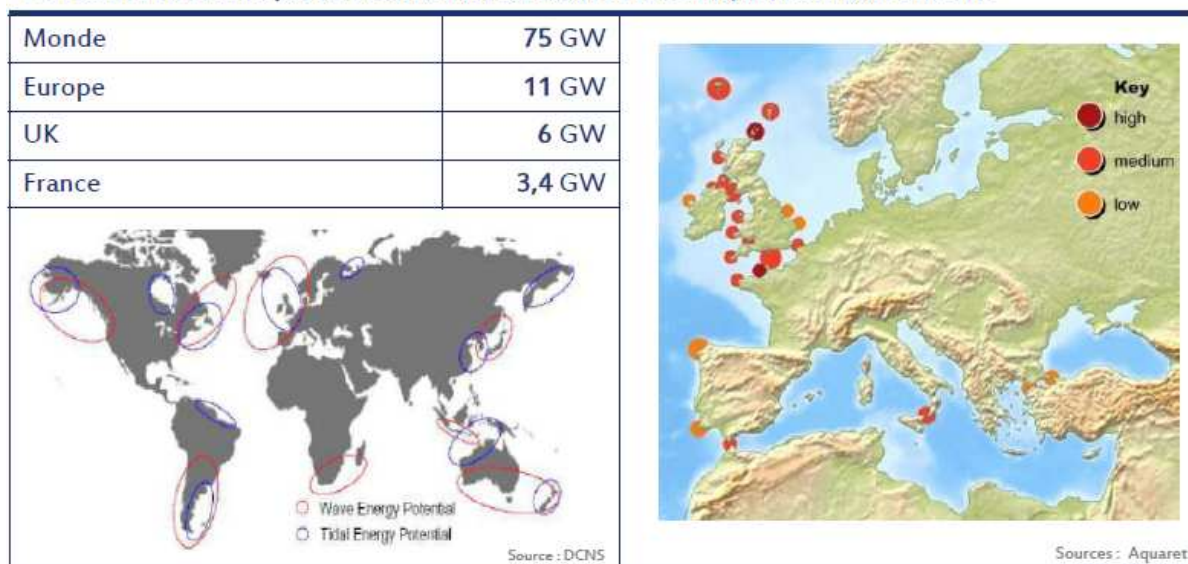 Monde 75 GW
Europe 11 GW
UK 6 GW
France 3,4 GW
Wave Energy Potential
Tidal Energy Potential
Source : DCNS
Key
high
medium
low
Sources : Aquaret